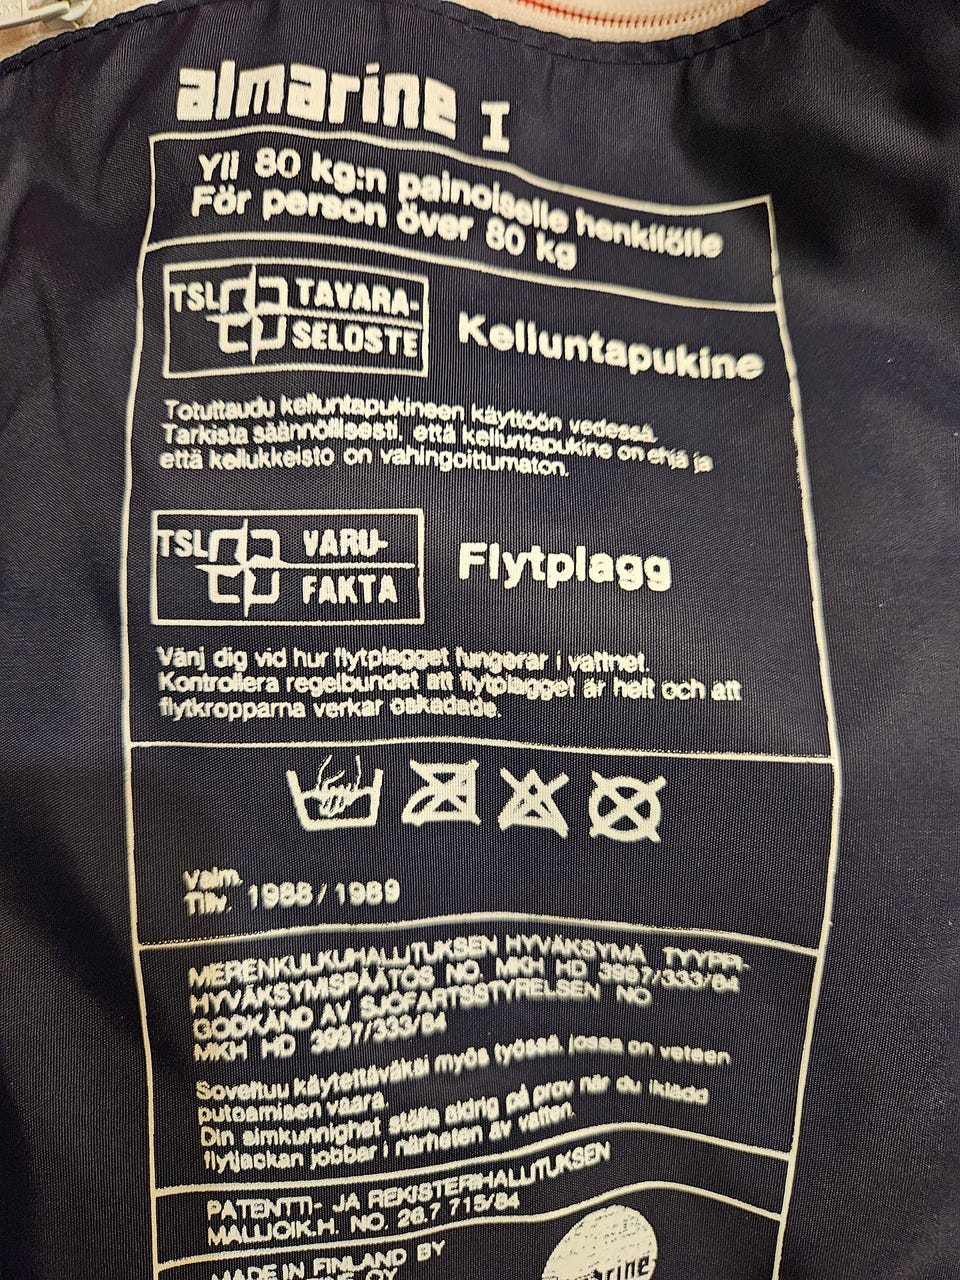 almarine I
Yli 80 kg:n painoiselle henkilölle
För person över 80 kg
TSL TAVARA-
SELOSTE
Kelluntapukine
Totuttaudu kelluntapukineen käyttöön vedessä.
Tarkista säännöllisesti, että kelluntapukine on ehjä ja
että kellukkeisto on vahingoittumaton.
TSL VARU-
FAKTA
Flytplagg
Vänj dig vid hur flytplagget fungerar i vattnet.
Kontrollera regelbundet att flytplagget är helt och att
flytkropparna verkar oskadade.
Valm.
Tillv. 1988/1989
MERENKULKUHALLITUKSEN HYVÄKSYMÄ TYYPPI-
HYVÄKSYMISPÄÄTÖS NO. MKH HD 3997/333/84
GODKÄND AV SJÖFARTSSTYRELSEN NO
MKH HD 3997/333/84
Soveltuu käytettäväksi myös työssä, jossa on veteen
putoamisen vaara.
Din simkunnighet ställs aldrig på prov när du iklädd
flytjackan jobbar i närheten av vatten.
PATENTTI- JA REKISTERIHALLITUKSEN
MALLIOIK.H. NO. 26.7 715/84
MADE IN FINLAND BY
OY
marine